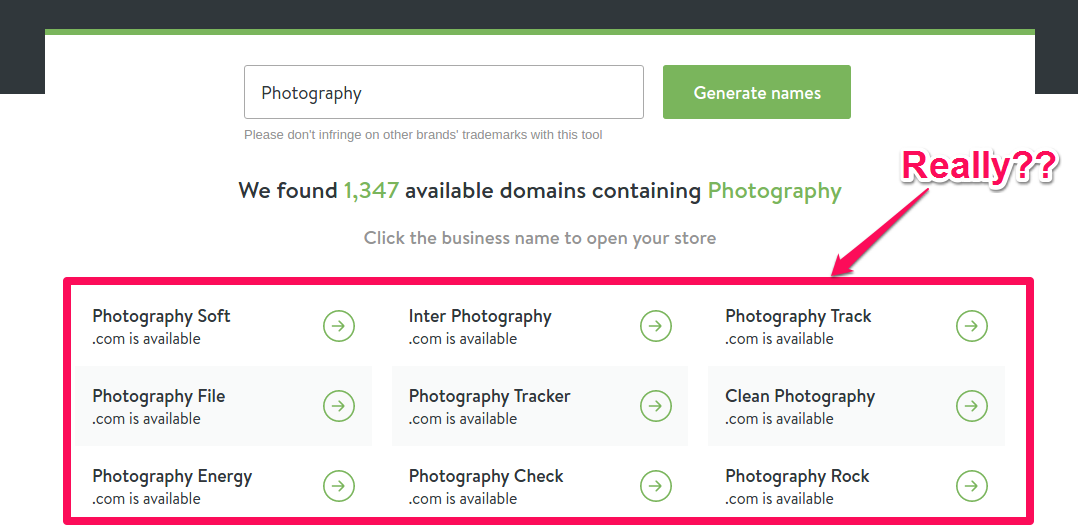 Photography
Generate names
Please don't infringe on other brands' trademarks with this tool
Really??
We found 1,347 available domains containing Photography
Click the business name to open your store
Photography Soft
.com is available
Inter Photography
.com is available
Photography Track
.com is available
Photography File
.com is available
Photography Tracker
.com is available
Clean Photography
.com is available
Photography Energy
.com is available
Photography Check
.com is available
Photography Rock
.com is available